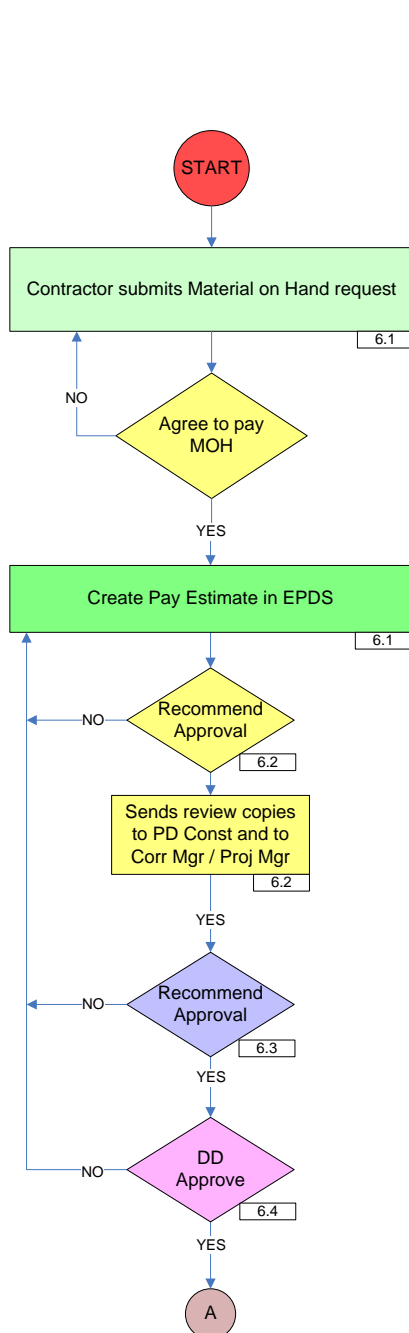 START
Contractor submits Material on Hand request
6.1
NO
Agree to pay
MOH
YES
Create Pay Estimate in EPDS
6.1
Recommend
Approval
NO
6.2
Sends review copies
to PD Const and to
Corr Mgr / Proj Mgr
6.2
YES
Recommend
Approval
NO
6.3
YES
DD
Approve
NO
6.4
YES
A